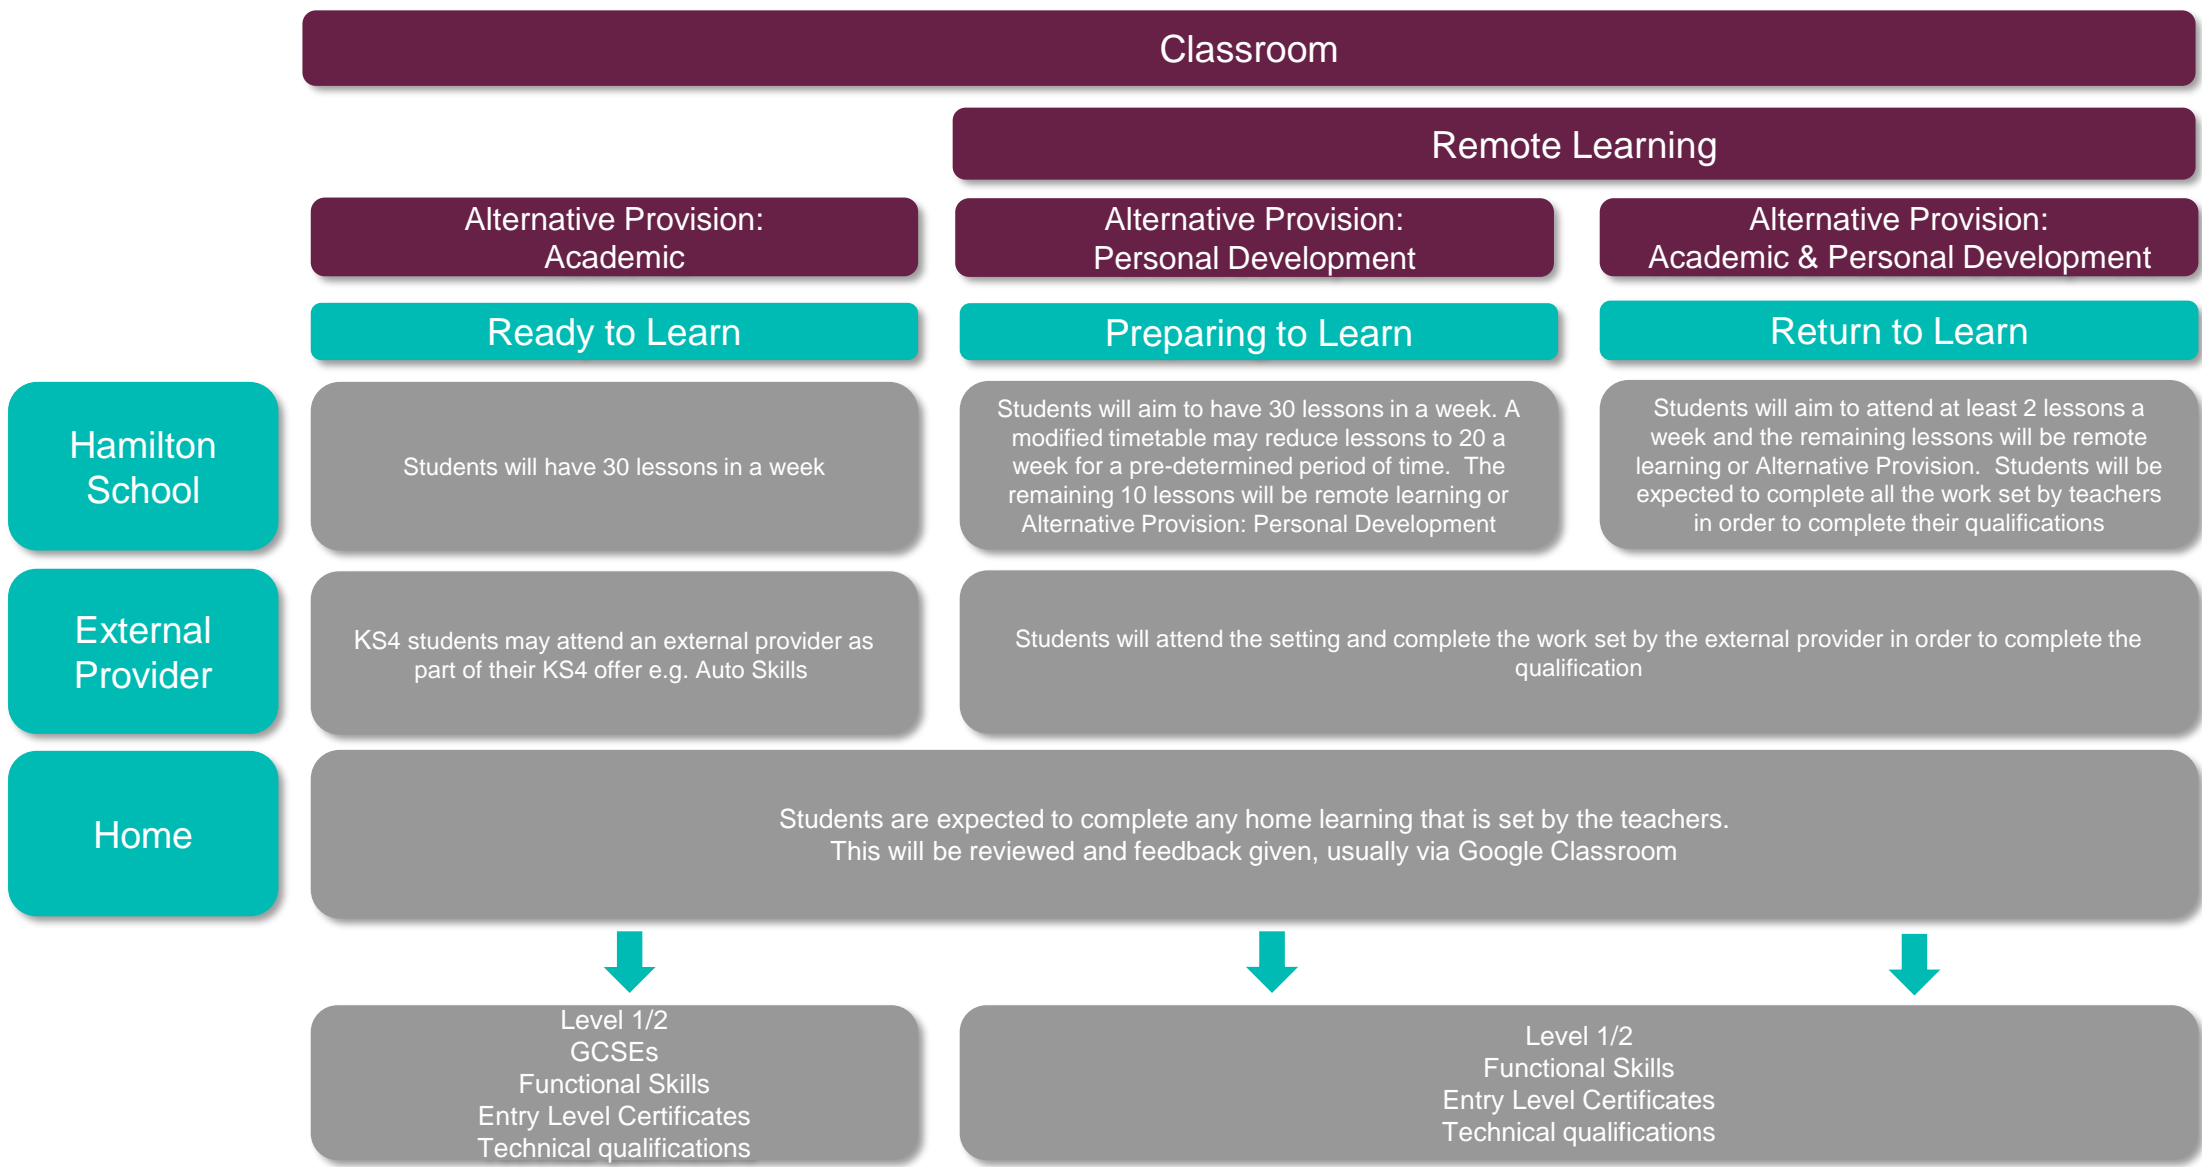 Classroom
Remote Learning
Alternative Provision:
Academic
Alternative Provision:
Personal Development
Alternative Provision:
Academic & Personal Development
Ready to Learn
Preparing to Learn
Return to Learn
Hamilton
School
Students will have 30 lessons in a week
Students will aim to have 30 lessons in a week. A
modified timetable may reduce lessons to 20 a
week for a pre-determined period of time. The
remaining 10 lessons will be remote learning or
Alternative Provision: Personal Development
Students will aim to attend at least 2 lessons a
week and the remaining lessons will be remote
learning or Alternative Provision. Students will be
expected to complete all the work set by teachers
in order to complete their qualifications
External
Provider
KS4 students may attend an external provider as
part of their KS4 offer e.g. Auto Skills
Students will attend the setting and complete the work set by the external provider in order to complete the
qualification
Home
Students are expected to complete any home learning that is set by the teachers.
This will be reviewed and feedback given, usually via Google Classroom
Level 1/2
GCSEs
Functional Skills
Entry Level Certificates
Technical qualifications
Level 1/2
Functional Skills
Entry Level Certificates
Technical qualifications